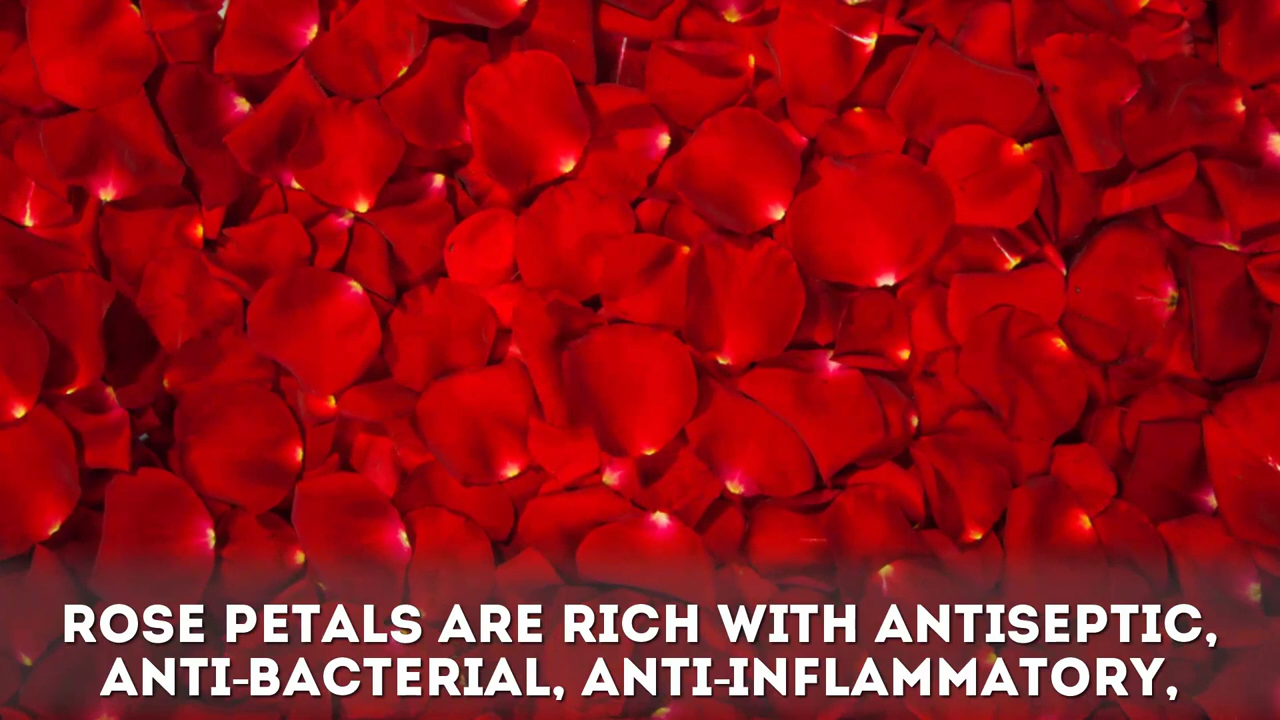 ROSE PETALS ARE RICH WITH ANTISEPTIC,
ANTI-BACTERIAL, ANTI-INFLAMMATORY,